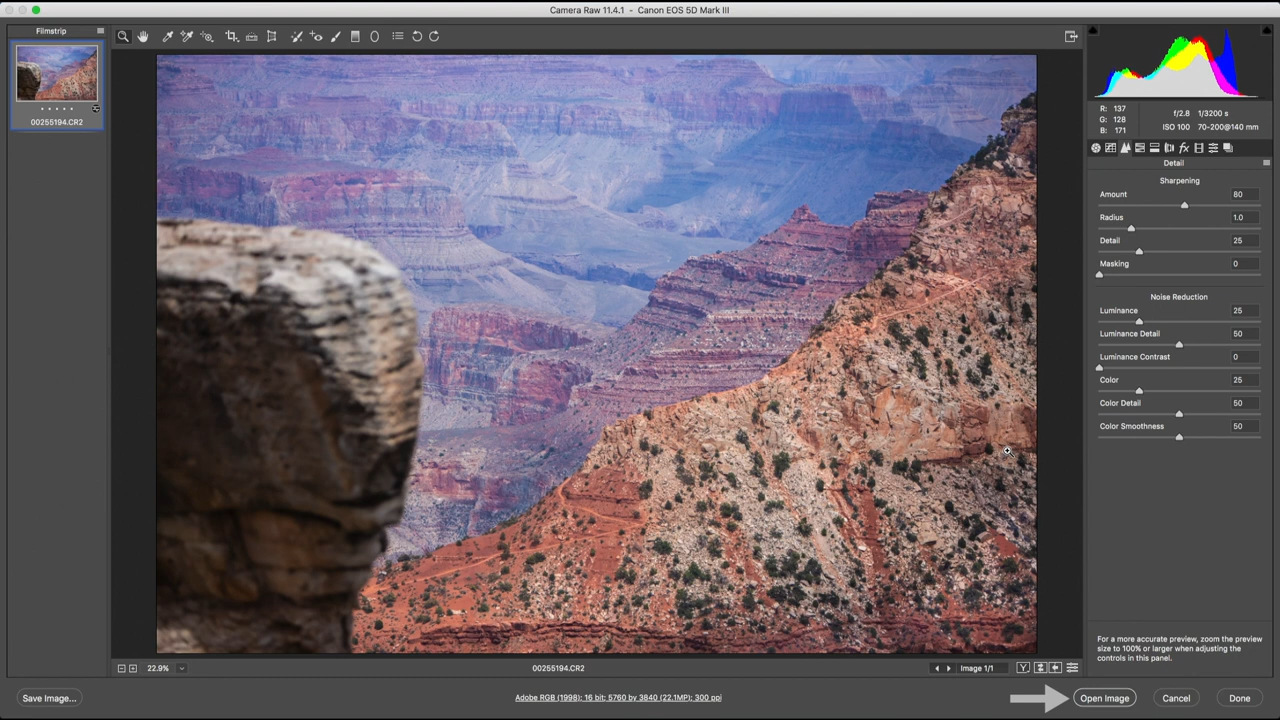 Camera Raw 11.4.1 - Canon EOS 5D Mark III
Filmstrip
00255194.CR2
R: 137
G: 128
B: 171
f/2.8 1/3200 s
ISO 100 70-200@140 mm
Detail
Sharpening
Amount 80
Radius 1.0
Detail 25
Masking 0
Noise Reduction
Luminance 25
Luminance Detail 50
Luminance Contrast 0
Color 25
Color Detail 50
Color Smoothness 50
For a more accurate preview, zoom the preview
size to 100% or larger when adjusting the
controls in this panel.
22.9%
00255194.CR2
Image 1/1
Y
Save Image...
Adobe RGB (1998); 16 bit; 5760 by 3840 (22.1MP); 300 ppi
Open Image
Cancel
Done